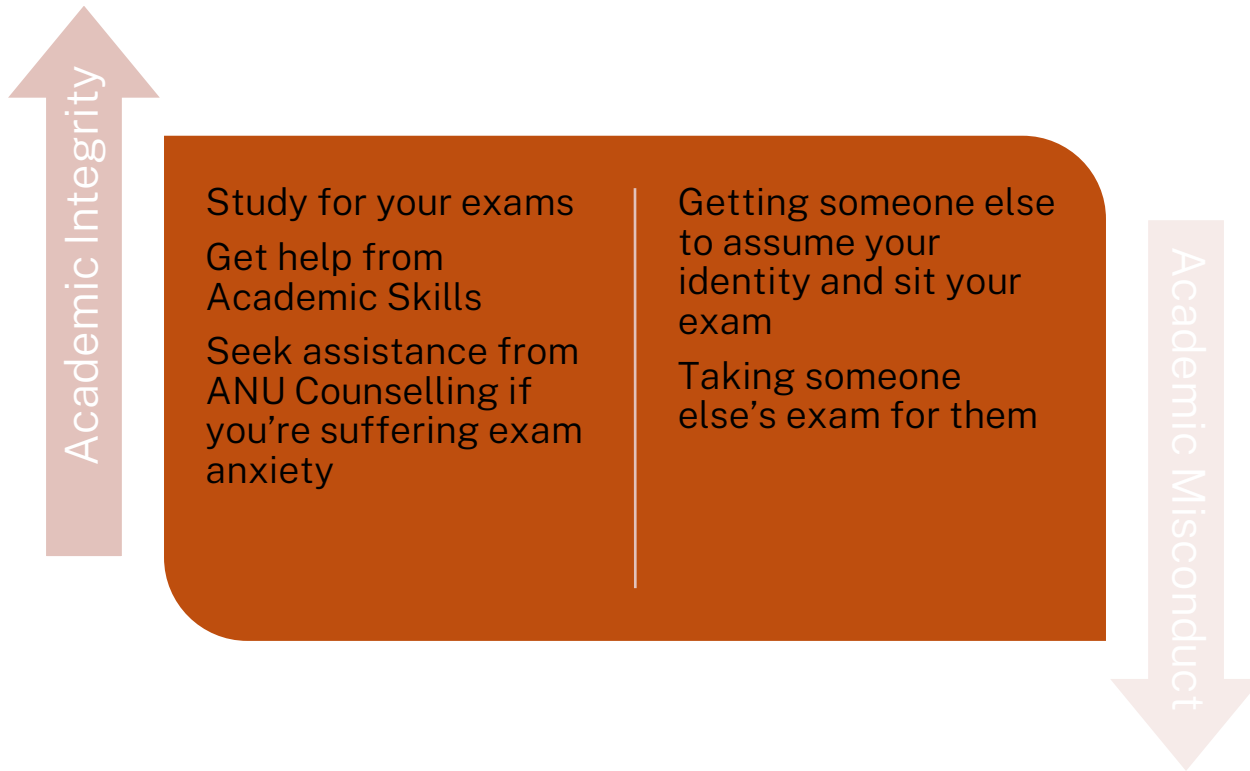 Academic Integrity
Study for your exams
Get help from
Academic Skills
Seek assistance from
ANU Counselling if
you’re suffering exam
anxiety
Getting someone else
to assume your
identity and sit your
exam
Taking someone
else’s exam for them
Academic Misconduct